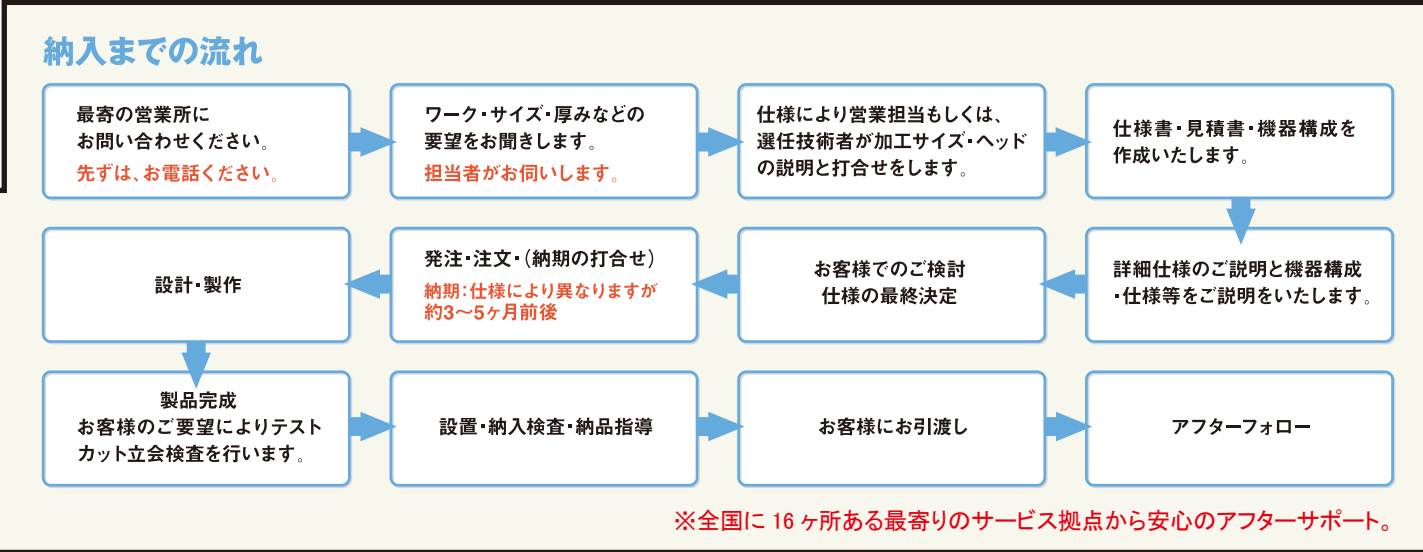 納入までの流れ
最寄の営業所に
お問い合わせください。
先ずは、お電話ください。
ワーク・サイズ・厚みなどの
要望をお聞きします。
担当者がお伺いします。
仕様により営業担当もしくは、
選任技術者が加工サイズ・ヘッド
の説明と打合せをします。
仕様書・見積書・機器構成を
作成いたします。
詳細仕様のご説明と機器構成
・仕様等をご説明をいたします。
お客様でのご検討
仕様の最終決定
発注・注文・(納期の打合せ)
納期:仕様により異なりますが
約3〜5ヶ月前後
設計・製作
製品完成
お客様のご要望によりテスト
カット立会検査を行います。
設置・納入検査・納品指導
お客様にお引渡し
アフターフォロー
※全国に16ヶ所ある最寄りのサービス拠点から安心のアフターサポート。